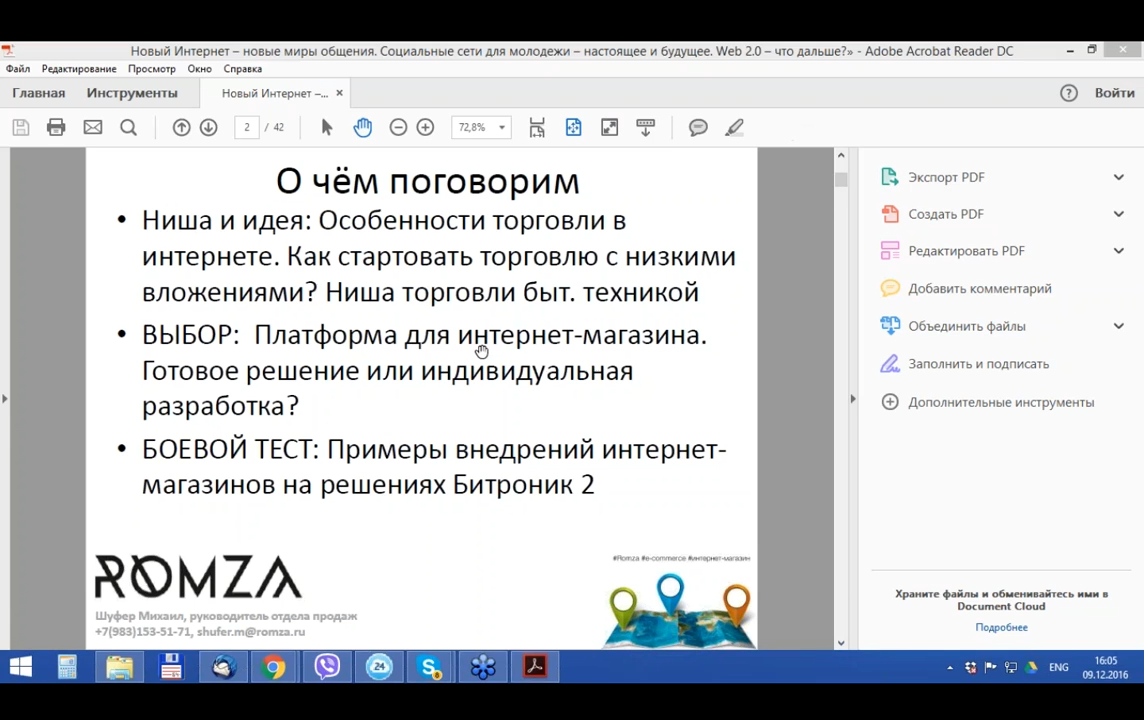 Новый Интернет – новые миры общения. Социальные сети для молодежи – настоящее и будущее. Web 2.0 – что дальше?» - Adobe Acrobat Reader DC
Файл Редактирование Просмотр Окно Справка
Главная Инструменты Новый Интернет –... × Войти
2 / 42 72,8%
О чём поговорим
• Ниша и идея: Особенности торговли в
интернете. Как стартовать торговлю с низкими
вложениями? Ниша торговли быт. техникой
• ВЫБОР: Платформа для интернет-магазина.
Готовое решение или индивидуальная
разработка?
• БОЕВОЙ ТЕСТ: Примеры внедрений интернет-
магазинов на решениях Битроник 2
#Romza #e-commerce #интернет-магазин
ROMZA
Шуфер Михаил, руководитель отдела продаж
+7(983)153-51-71, shufer.m@romza.ru
Экспорт PDF
Создать PDF
Редактировать PDF
Добавить комментарий
Объединить файлы
Заполнить и подписать
Дополнительные инструменты
Храните файлы и обменивайтесь ими в
Document Cloud
Подробнее
24
ENG
16:05
09.12.2016